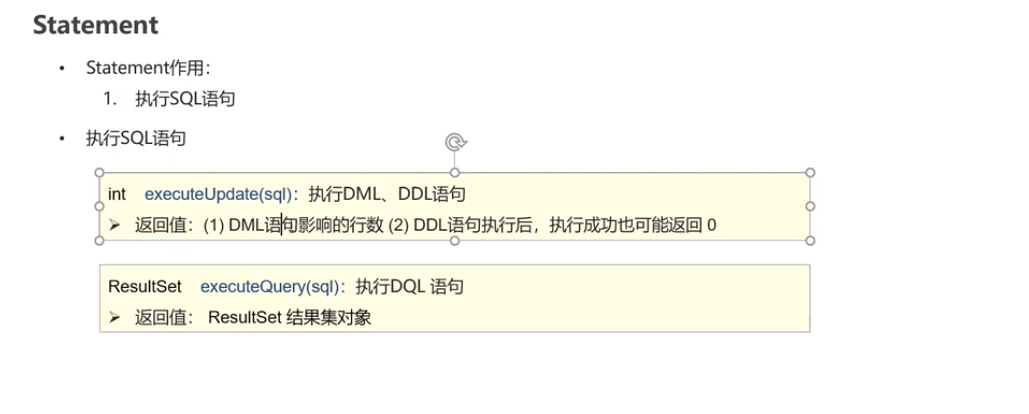 Statement
• Statement作用：
1. 执行SQL语句
• 执行SQL语句
int executeUpdate(sql)：执行DML、DDL语句
➢ 返回值：(1) DML语句影响的行数 (2) DDL语句执行后，执行成功也可能返回 0
ResultSet executeQuery(sql)：执行DQL 语句
➢ 返回值： ResultSet 结果集对象